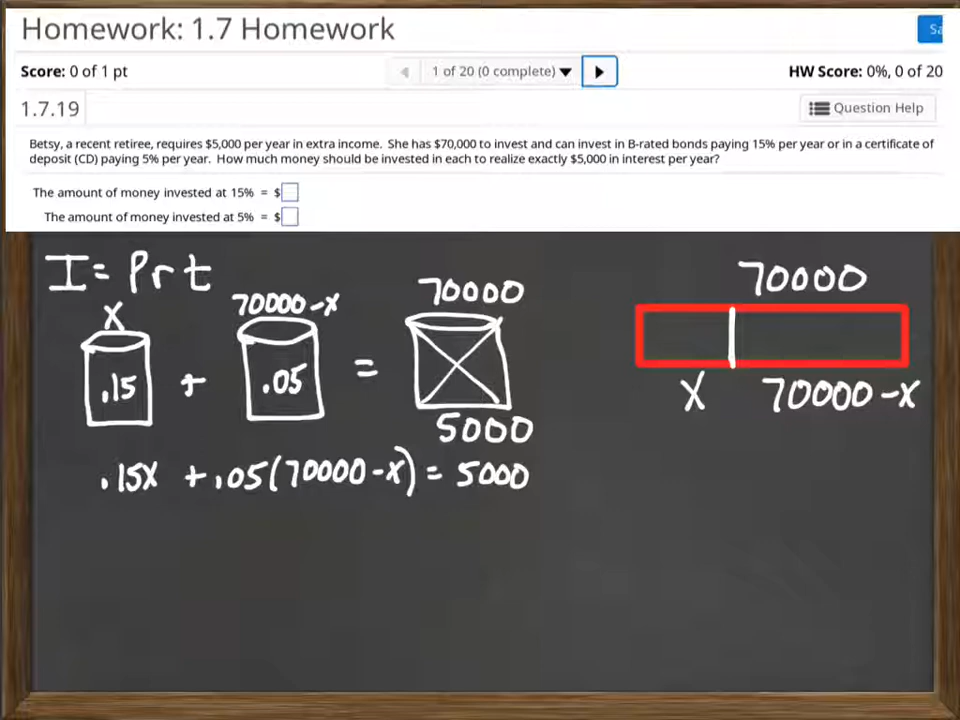 Homework: 1.7 Homework
Score: 0 of 1 pt
1 of 20 (0 complete)
HW Score: 0%, 0 of 20
1.7.19
Question Help
Betsy, a recent retiree, requires $5,000 per year in extra income. She has $70,000 to invest and can invest in B-rated bonds paying 15% per year or in a certificate of
deposit (CD) paying 5% per year. How much money should be invested in each to realize exactly $5,000 in interest per year?
The amount of money invested at 15% = $
The amount of money invested at 5% = $
I = Prt
70000
X
70000-X
70000
.15 + .05 =
5000
X 70000-X
.15X + .05(70000-X) = 5000